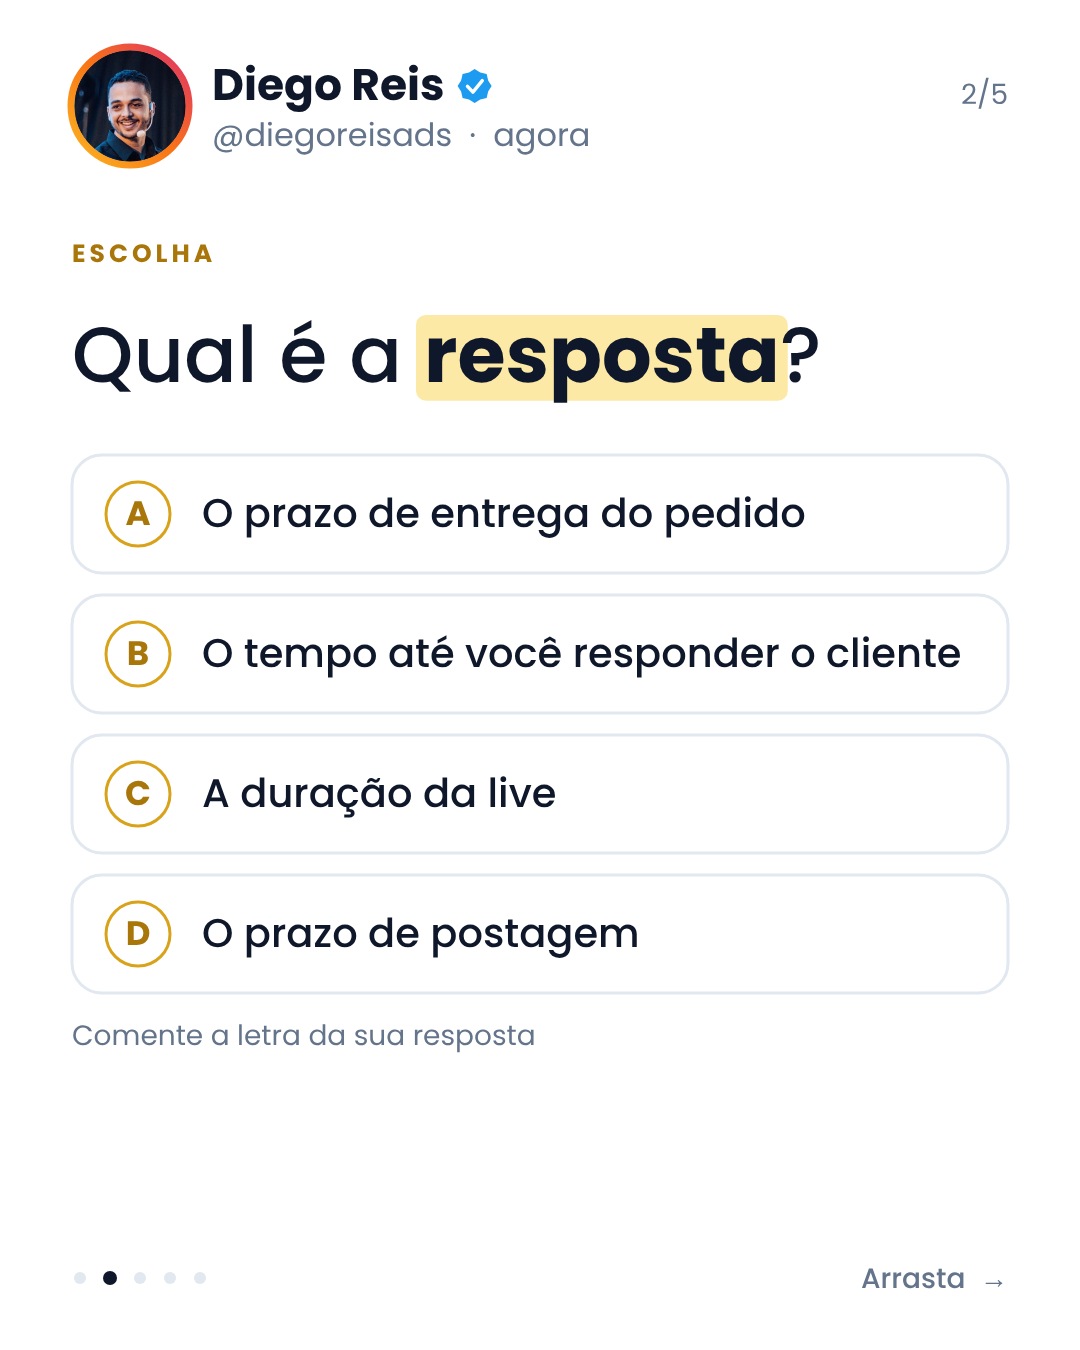 Diego Reis
2/5
@diegoreisads · agora
ESCOLHA
Qual é a resposta?
A O prazo de entrega do pedido
B O tempo até você responder o cliente
C A duração da live
D O prazo de postagem
Comente a letra da sua resposta
Arrasta →